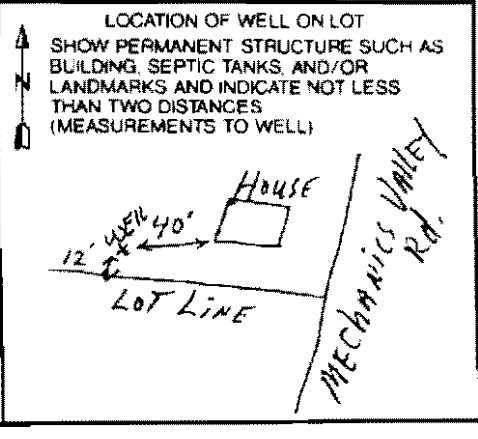 LOCATION OF WELL ON LOT
SHOW PERMANENT STRUCTURE SUCH AS
BUILDING, SEPTIC TANKS, AND/OR
LANDMARKS AND INDICATE NOT LESS
THAN TWO DISTANCES
(MEASUREMENTS TO WELL)
N
HOUSE
40'
WELL
12'
LOT LINE
MECHANICS VALLEY
RD.